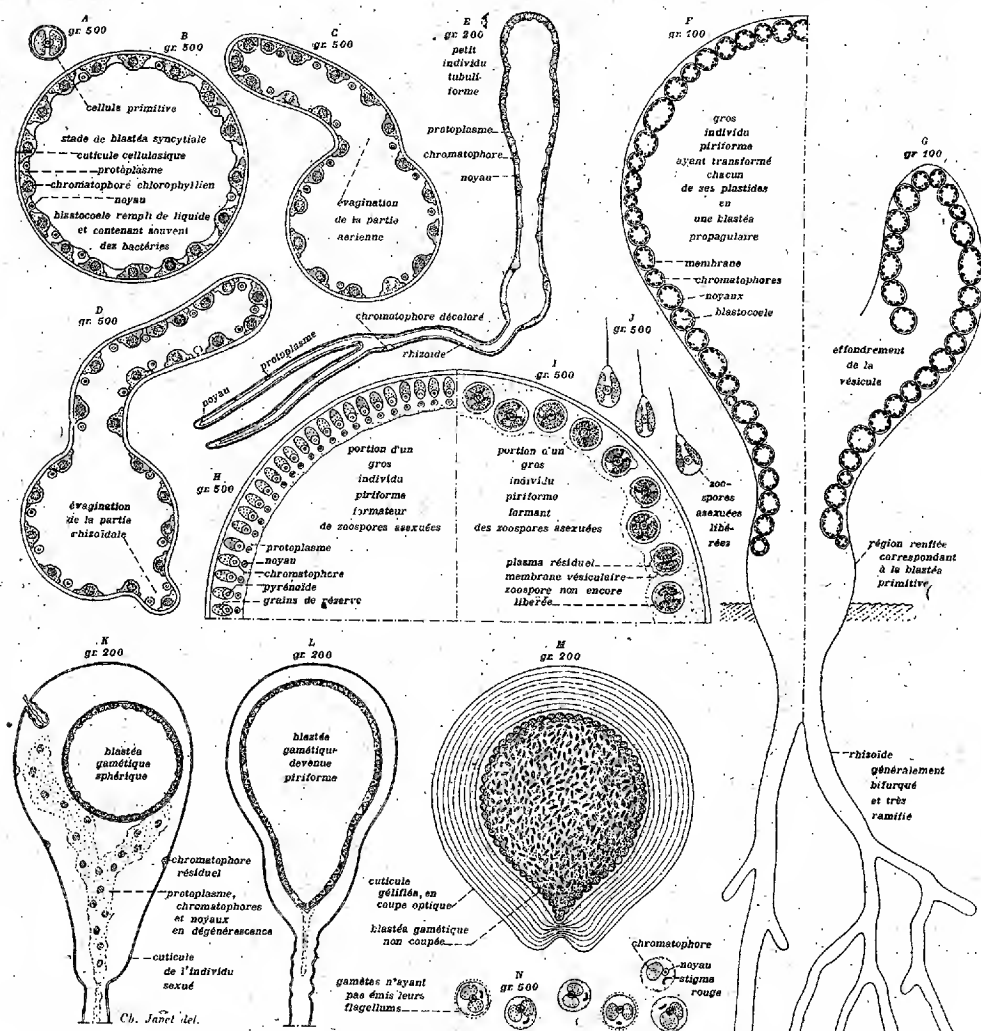 A
gr. 500
cellule primitive
B
gr. 500
stade de blastéa syncytiale
cuticule cellulosique
protoplasme
chromatophore chlorophyllien
noyau
blastocoele rempli de liquide
et contenant souvent
des bactéries
C
gr. 500
évagination
de la partie
aérienne
D
gr. 500
évagination
de la partie
rhizoïdale
E
gr. 200
petit
individu
tubuli-
forme
protoplasme
chromatophore
noyau
chromatophore décoloré
protoplasme
rhizoïde
noyau
F
gr. 100
gros
individu
piriforme
ayant transformé
chacun
de ses plastides
en
une blastéa
propagulaire
membrane
chromatophores
noyaux
blastocoele
G
gr 100
effondrement
de la
vésicule
région renflée
correspondant
à la blastéa
primitive
rhizoïde
généralement
bifurqué
et très
ramifié
H
gr. 500
portion d'un
gros
individu
piriforme
formateur
de zoospores asexuées
protoplasme
noyau
chromatophore
pyrénoïde
grains de réserve
I
gr. 500
portion d'un
gros
individu
piriforme
formant
des zoospores asexuées
plasma résiduel
membrane vésiculaire
zoospore non encore
libérée
J
gr. 500
zoo-
spores
asexuées
libé-
rées
K
gr. 200
blastéa
gamétique
sphérique
chromatophore
résiduel
protoplasme,
chromatophores
et noyaux
en dégénérescence
cuticule
de l'individu
sexué
L
gr. 200
blastéa
gamétique
devenue
piriforme
M
gr. 200
cuticule
gélifiée, en
coupe optique
blastéa gamétique
non coupée
N
gr. 500
gamètes n'ayant
pas émis leurs
flagellums
chromatophore
noyau
stigma
rouge
Ch. Janet del.